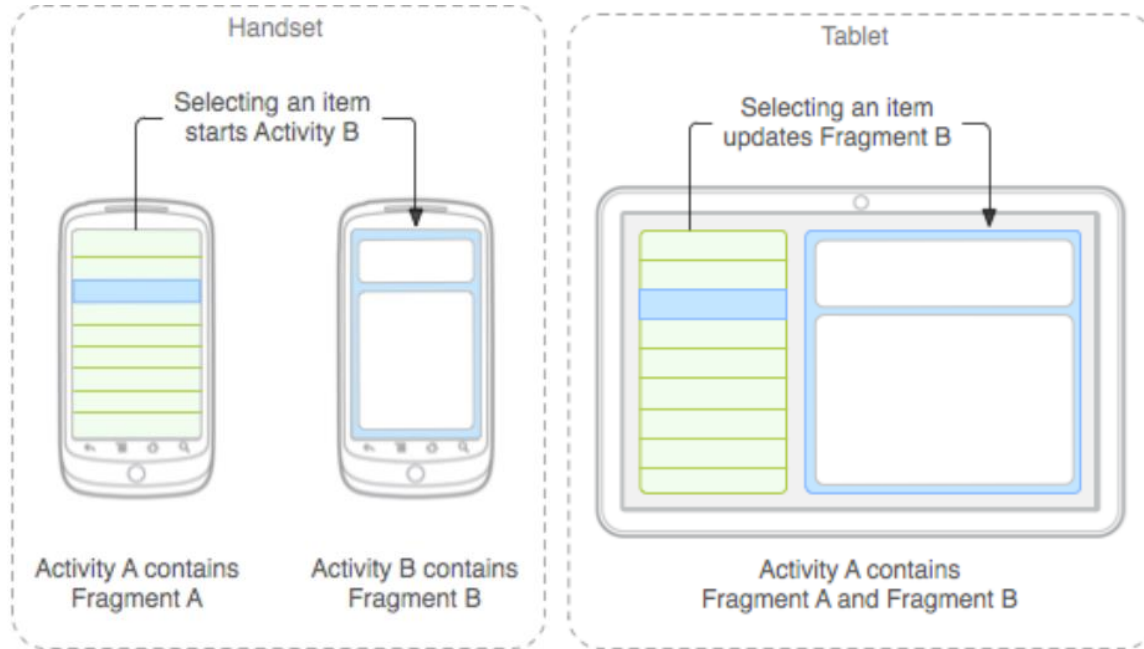 Handset
Selecting an item
starts Activity B
Activity A contains
Fragment A
Activity B contains
Fragment B
Tablet
Selecting an item
updates Fragment B
Activity A contains
Fragment A and Fragment B